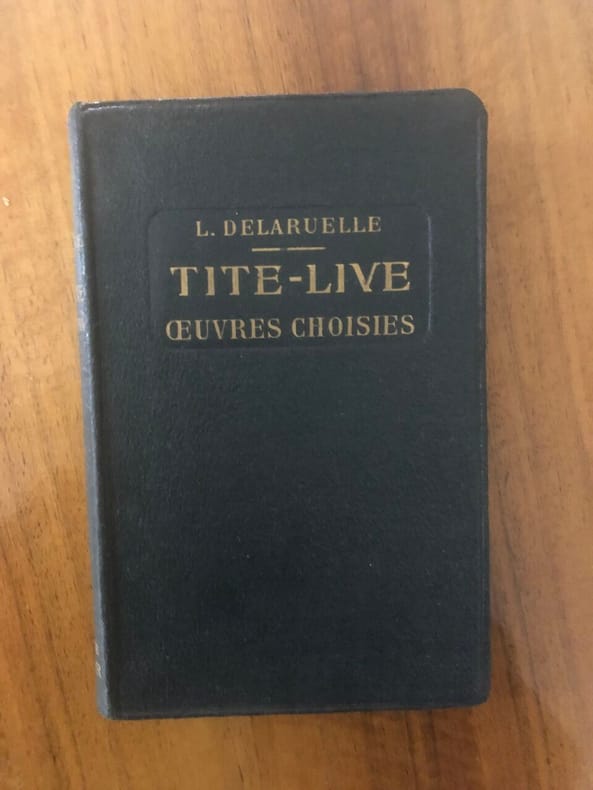 L. DELARUELLE
TITE-LIVE
ŒUVRES CHOISIES